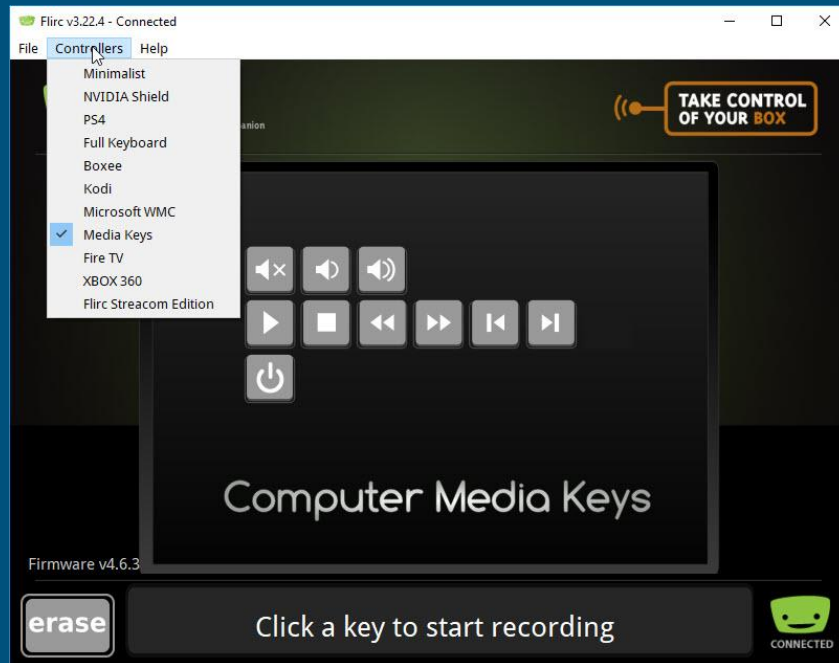 Flirc v3.22.4 - Connected
File Controllers Help
Minimalist
NVIDIA Shield
PS4
Full Keyboard
Boxee
Kodi
Microsoft WMC
Media Keys
Fire TV
XBOX 360
Flirc Streacom Edition
TAKE CONTROL
OF YOUR BOX
Computer Media Keys
Firmware v4.6.3
erase
Click a key to start recording
CONNECTED